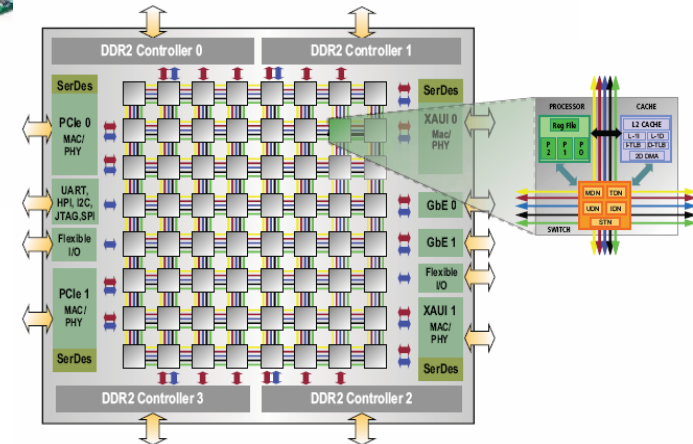 DDR2 Controller 0
DDR2 Controller 1
SerDes
PCIe 0
MAC/
PHY
UART,
HPI, I2C,
JTAG,SPI
Flexible
I/O
PCIe 1
MAC/
PHY
SerDes
SerDes
XAUI 0
Mac/
PHY
GbE 0
GbE 1
Flexible
I/O
XAUI 1
MAC/
PHY
SerDes
DDR2 Controller 3
DDR2 Controller 2
PROCESSOR
Reg File
P
2
P
1
P
0
CACHE
L2 CACHE
L-1I
L-1D
I-TLB
D-TLB
2D DMA
MDN
TDN
UDN
IDN
STN
SWITCH